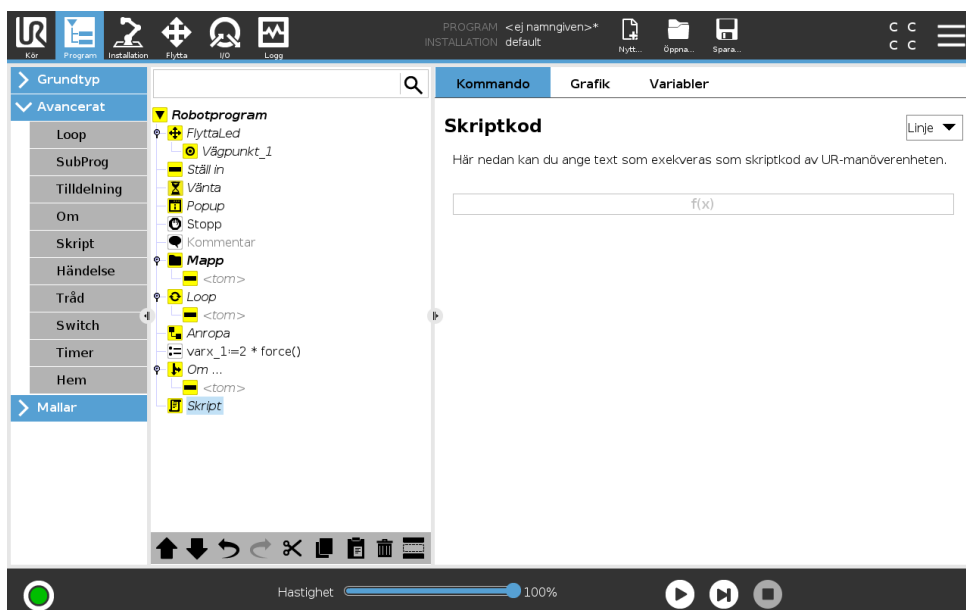 UR
PROGRAM <ej namngiven>*
INSTALLATION default
Kör
Program
Installation
Flytta
I/O
Logg
Nytt...
Öppna...
Spara...
C C
C C
Grundtyp
Avancerat
Loop
SubProg
Tilldelning
Om
Skript
Händelse
Tråd
Switch
Timer
Hem
Mallar
Robotprogram
FlyttaLed
Vägpunkt_1
Ställ in
Vänta
Popup
Stopp
Kommentar
Mapp
<tom>
Loop
<tom>
Anropa
varx_1:=2 * force()
Om ...
<tom>
Skript
Kommando Grafik Variabler
Skriptkod
Linje
Här nedan kan du ange text som exekveras som skriptkod av UR-manöverenheten.
f(x)
Hastighet 100%